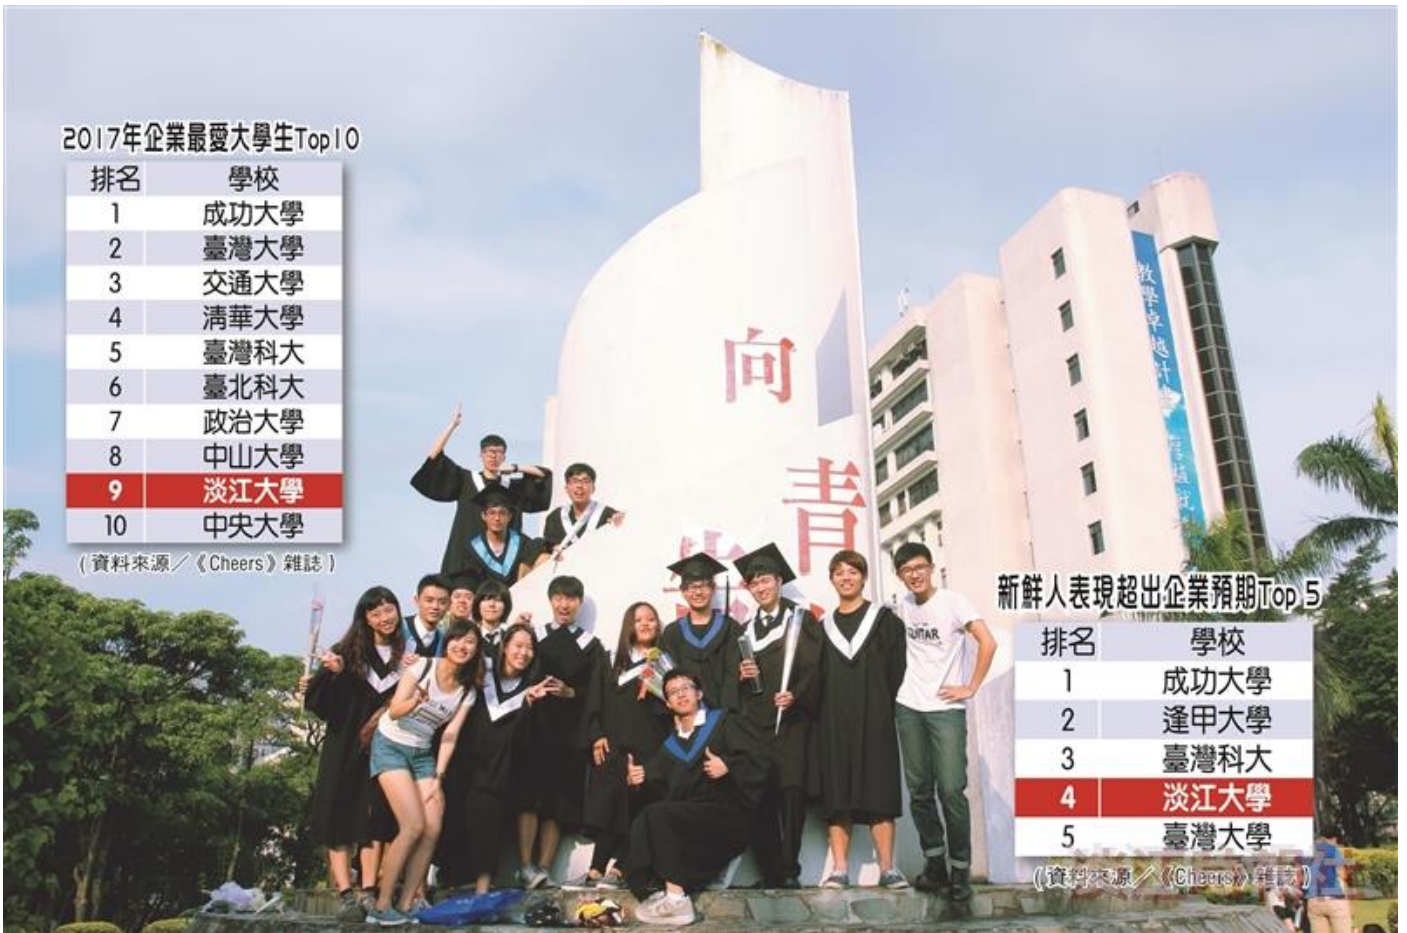 2017年企業最愛大學生Top10
排名 學校
1 成功大學
2 臺灣大學
3 交通大學
4 清華大學
5 臺灣科大
6 臺北科大
7 政治大學
8 中山大學
9 淡江大學
10 中央大學
(資料來源／《Cheers》雜誌)
向
青
教學卓越計
GUITAR
新鮮人表現超出企業預期Top 5
排名 學校
1 成功大學
2 逢甲大學
3 臺灣科大
4 淡江大學
5 臺灣大學
(資料來源／《Cheers》雜誌)